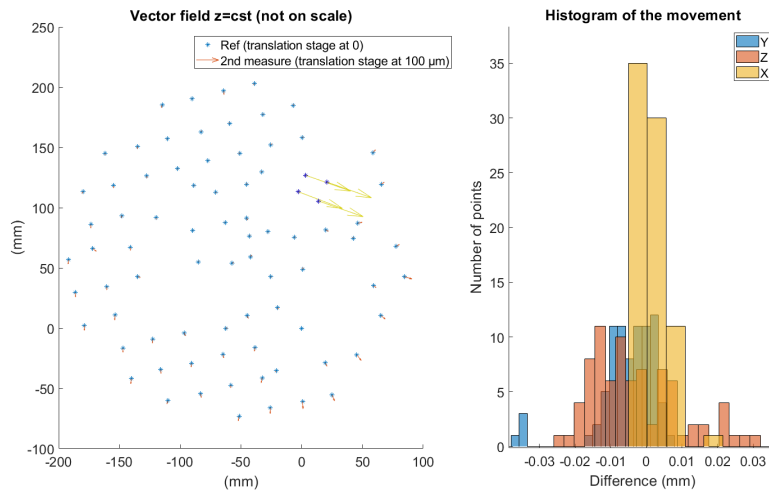 Vector field z=cst (not on scale)
Ref (translation stage at 0)
2nd measure (translation stage at 100 µm)
250
200
150
100
50
0
-50
-100
(mm)
-200
-150
-100
-50
0
50
100
(mm)
Histogram of the movement
Y
Z
X
35
30
25
20
15
10
5
0
Number of points
-0.03
-0.02
-0.01
0
0.01
0.02
0.03
Difference (mm)